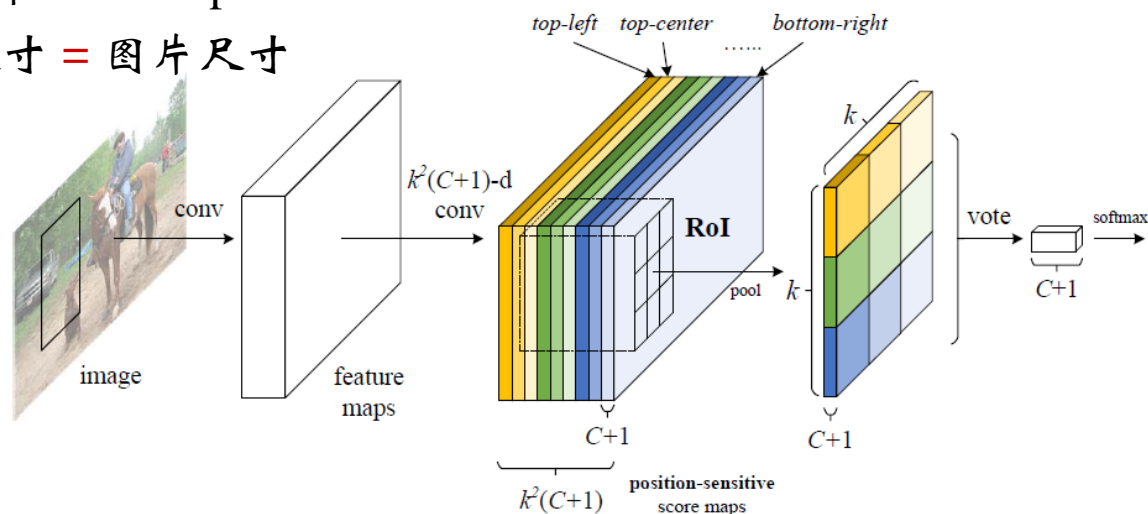 寸 = 图片尺寸
top-left top-center bottom-right
......
k
k²(C+1)-d
conv
conv
RoI
vote
softmax
pool
k
C+1
image
feature
maps
C+1
C+1
k²(C+1)
position-sensitive
score maps